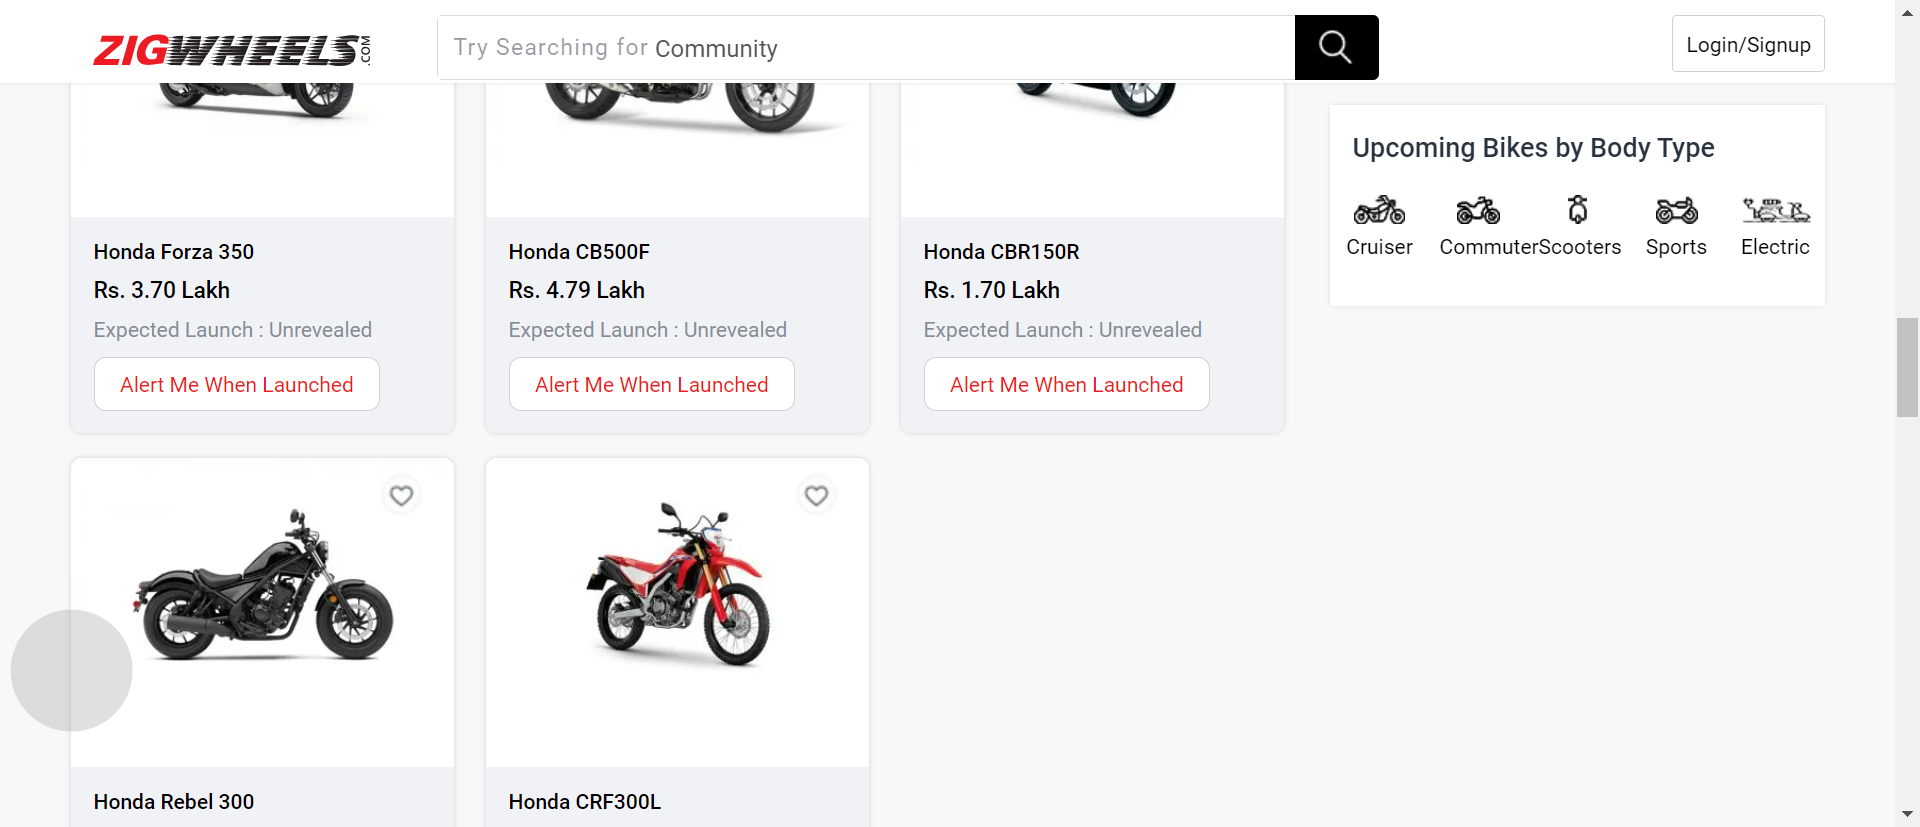 ZIGWHEELS.COM
Try Searching for Community
Login/Signup
Upcoming Bikes by Body Type
Cruiser
Commuter
Scooters
Sports
Electric
Honda Forza 350
Rs. 3.70 Lakh
Expected Launch : Unrevealed
Alert Me When Launched
Honda CB500F
Rs. 4.79 Lakh
Expected Launch : Unrevealed
Alert Me When Launched
Honda CBR150R
Rs. 1.70 Lakh
Expected Launch : Unrevealed
Alert Me When Launched
Honda Rebel 300
Honda CRF300L